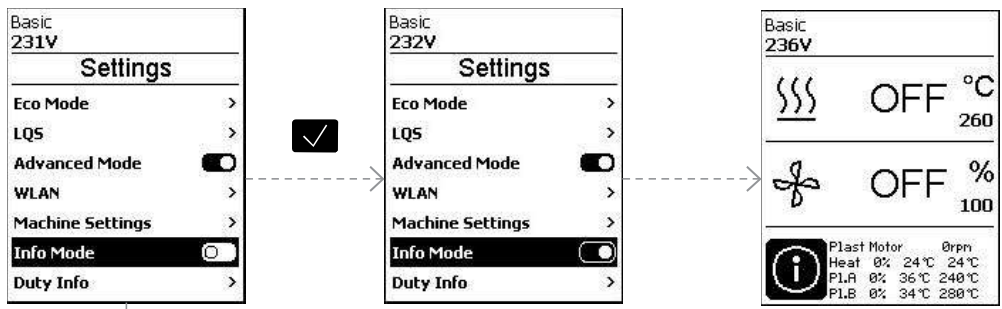 Basic
231V
Settings
Eco Mode >
LQS >
Advanced Mode
WLAN >
Machine Settings >
Info Mode
Duty Info >
Basic
232V
Settings
Eco Mode >
LQS >
Advanced Mode
WLAN >
Machine Settings >
Info Mode
Duty Info >
Basic
236V
OFF °C
260
OFF %
100
Plast Motor 0rpm
Heat 0% 24°C 24°C
Pl.A 0% 36°C 240°C
Pl.B 0% 34°C 280°C